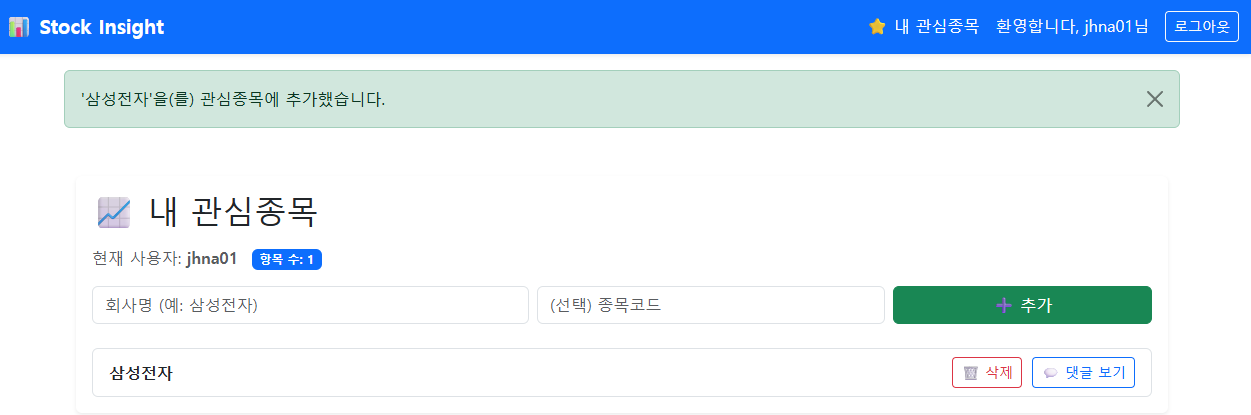 Stock Insight
내 관심종목
환영합니다, jhna01님
로그아웃
'삼성전자'을(를) 관심종목에 추가했습니다.
내 관심종목
현재 사용자: jhna01 항목 수: 1
회사명 (예: 삼성전자)
(선택) 종목코드
추가
삼성전자
삭제
댓글 보기